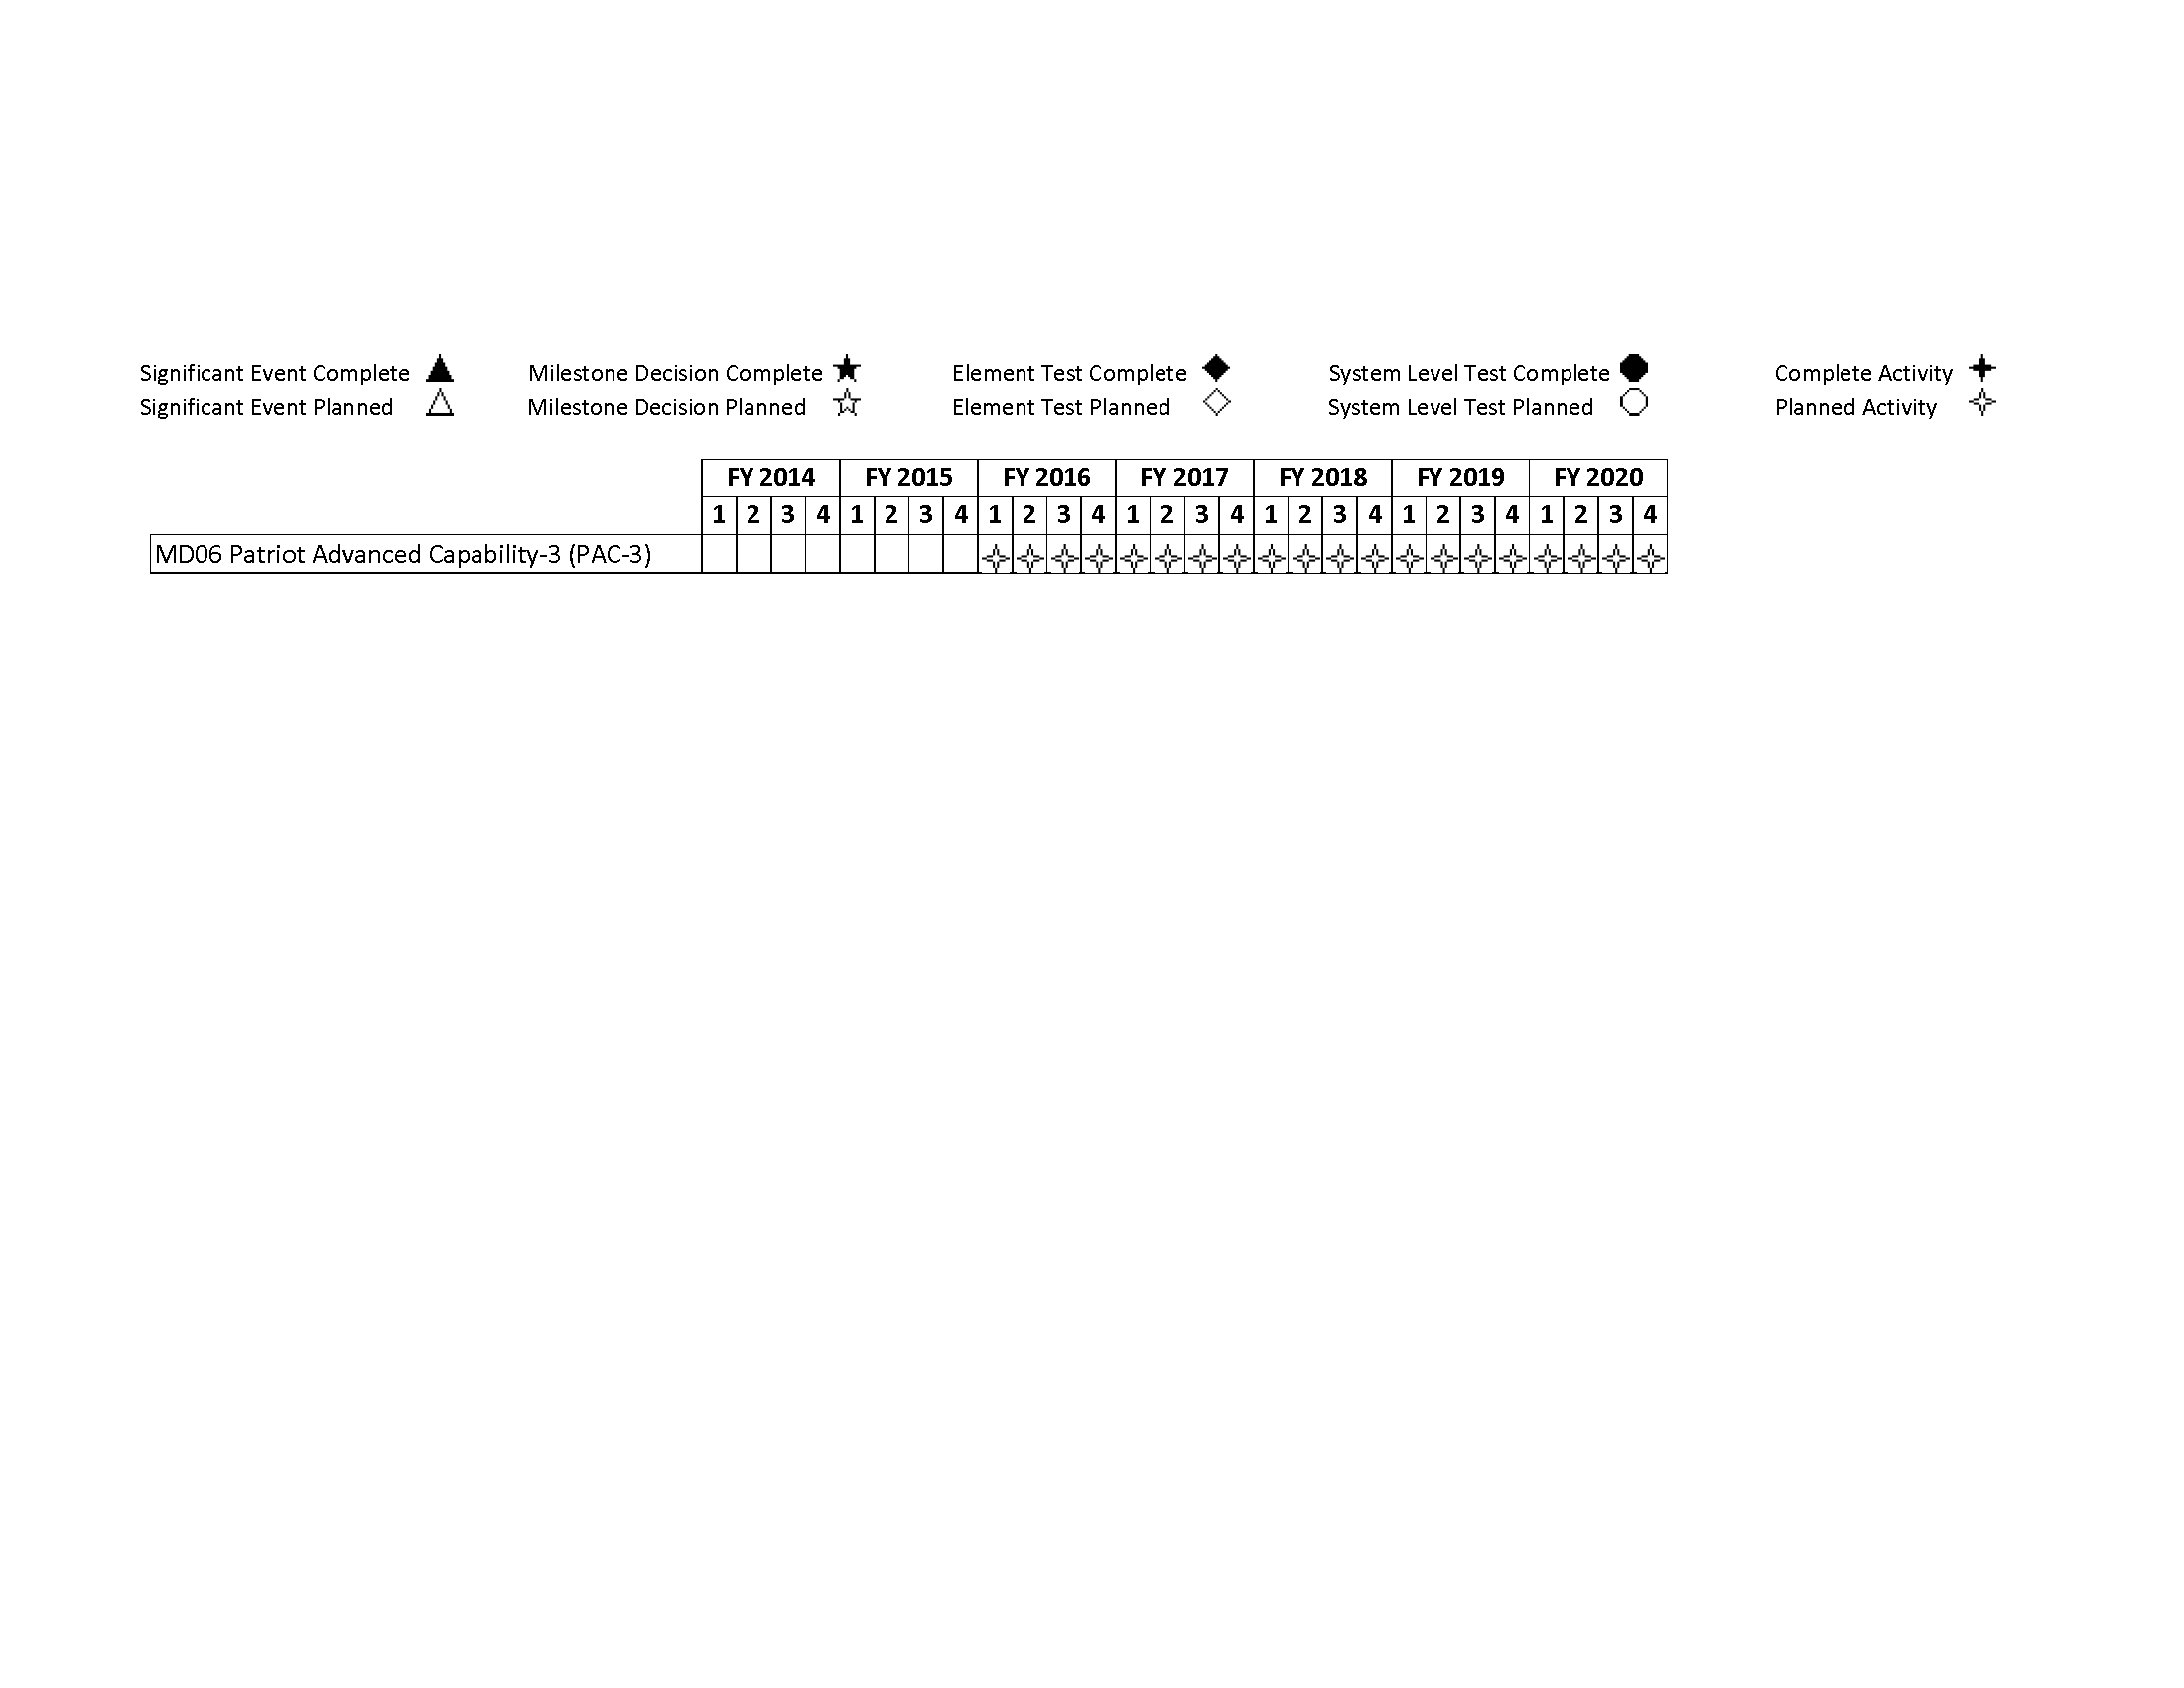 Significant Event Complete Milestone Decision Complete Element Test Complete System Level Test Complete Complete Activity
Significant Event Planned Milestone Decision Planned Element Test Planned System Level Test Planned Planned Activity
FY 2014 FY 2015 FY 2016 FY 2017 FY 2018 FY 2019 FY 2020
1 2 3 4 1 2 3 4 1 2 3 4 1 2 3 4 1 2 3 4 1 2 3 4 1 2 3 4
MD06 Patriot Advanced Capability-3 (PAC-3)